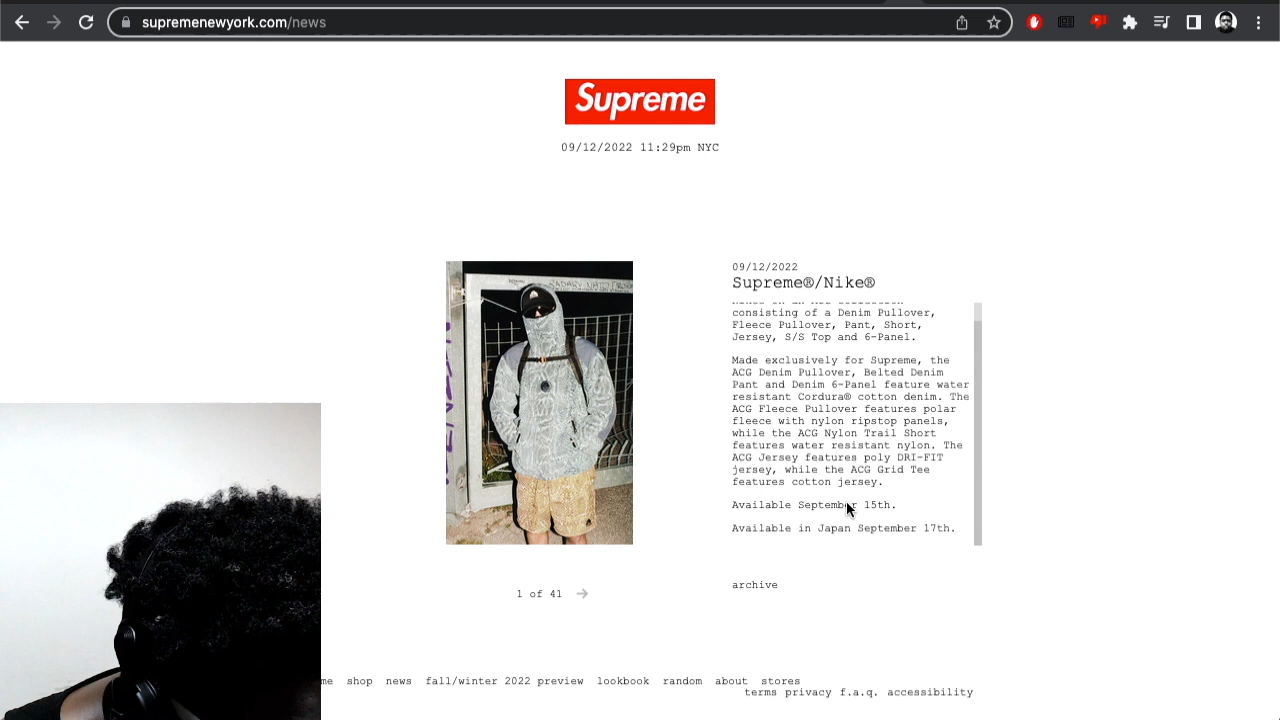 supremenewyork.com/news
Supreme
09/12/2022 11:29pm NYC
09/12/2022
Supreme®/Nike®
consisting of a Denim Pullover,
Fleece Pullover, Pant, Short,
Jersey, S/S Top and 6-Panel.
Made exclusively for Supreme, the
ACG Denim Pullover, Belted Denim
Pant and Denim 6-Panel feature water
resistant Cordura® cotton denim. The
ACG Fleece Pullover features polar
fleece with nylon ripstop panels,
while the ACG Nylon Trail Short
features water resistant nylon. The
ACG Jersey features poly DRI-FIT
jersey, while the ACG Grid Tee
features cotton jersey.
Available September 15th.
Available in Japan September 17th.
1 of 41
archive
me shop news fall/winter 2022 preview lookbook random about stores
terms privacy f.a.q. accessibility